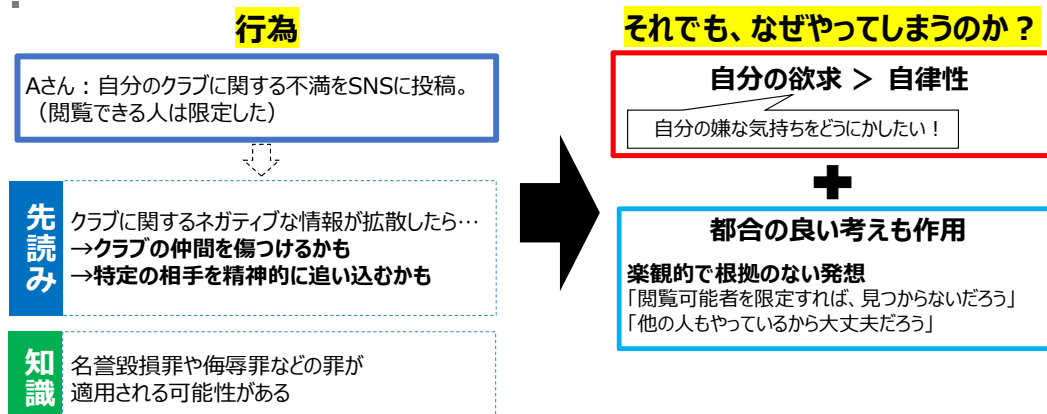 行為
Aさん：自分のクラブに関する不満をSNSに投稿。
（閲覧できる人は限定した）
先読み
クラブに関するネガティブな情報が拡散したら…
→クラブの仲間を傷つけるかも
→特定の相手を精神的に追い込むかも
知識
名誉毀損罪や侮辱罪などの罪が
適用される可能性がある
それでも、なぜやってしまうのか？
自分の欲求 ＞ 自律性
自分の嫌な気持ちをどうにかしたい！
都合の良い考えも作用
楽観的で根拠のない発想
「閲覧可能者を限定すれば、見つからないだろう」
「他の人もやっているから大丈夫だろう」